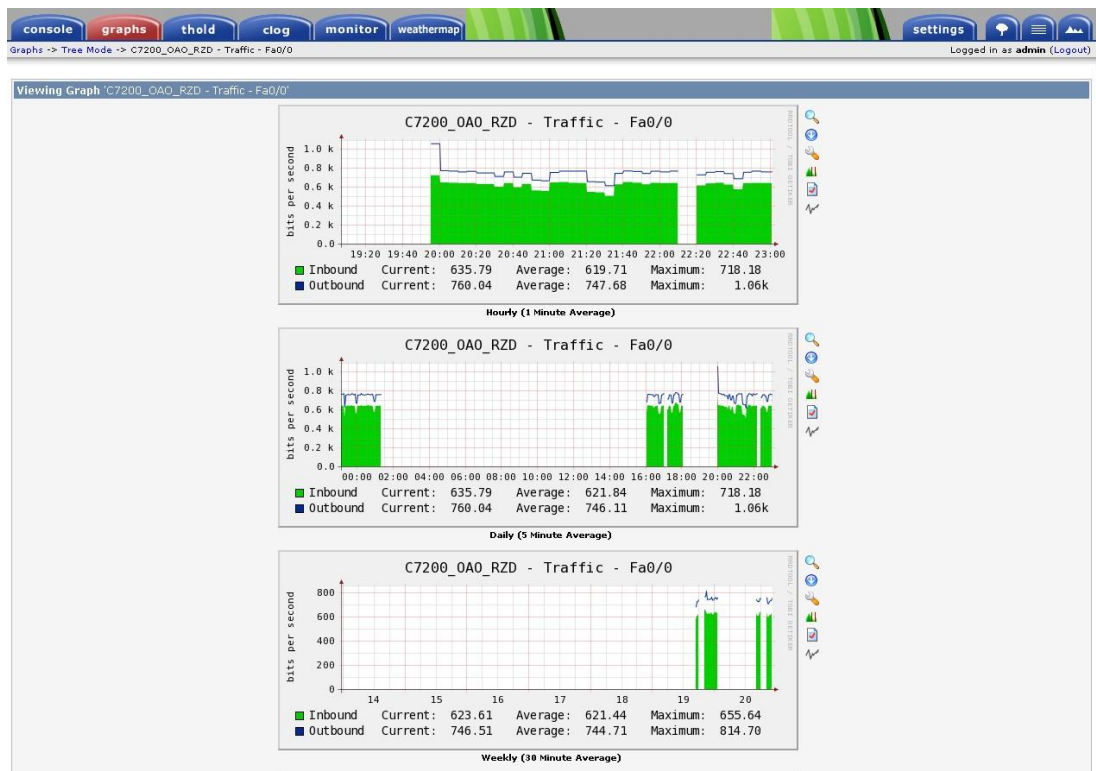 console graphs thold clog monitor weathermap settings
Graphs -> Tree Mode -> C7200_OAO_RZD - Traffic - Fa0/0 Logged in as admin (Logout)
Viewing Graph 'C7200_OAO_RZD - Traffic - Fa0/0'
C7200_OAO_RZD - Traffic - Fa0/0
RRDTOOL / TOBI OETIKER
bits per second
1.0 k
0.8 k
0.6 k
0.4 k
0.2 k
0.0
19:20 19:40 20:00 20:20 20:40 21:00 21:20 21:40 22:00 22:20 22:40 23:00
Inbound Current: 635.79 Average: 619.71 Maximum: 718.18
Outbound Current: 760.04 Average: 747.68 Maximum: 1.06k
Hourly (1 Minute Average)
C7200_OAO_RZD - Traffic - Fa0/0
RRDTOOL / TOBI OETIKER
bits per second
1.0 k
0.8 k
0.6 k
0.4 k
0.2 k
0.0
00:00 02:00 04:00 06:00 08:00 10:00 12:00 14:00 16:00 18:00 20:00 22:00
Inbound Current: 635.79 Average: 621.84 Maximum: 718.18
Outbound Current: 760.04 Average: 746.11 Maximum: 1.06k
Daily (5 Minute Average)
C7200_OAO_RZD - Traffic - Fa0/0
RRDTOOL / TOBI OETIKER
bits per second
800
600
400
200
0
14 15 16 17 18 19 20
Inbound Current: 623.61 Average: 621.44 Maximum: 655.64
Outbound Current: 746.51 Average: 744.71 Maximum: 814.70
Weekly (30 Minute Average)